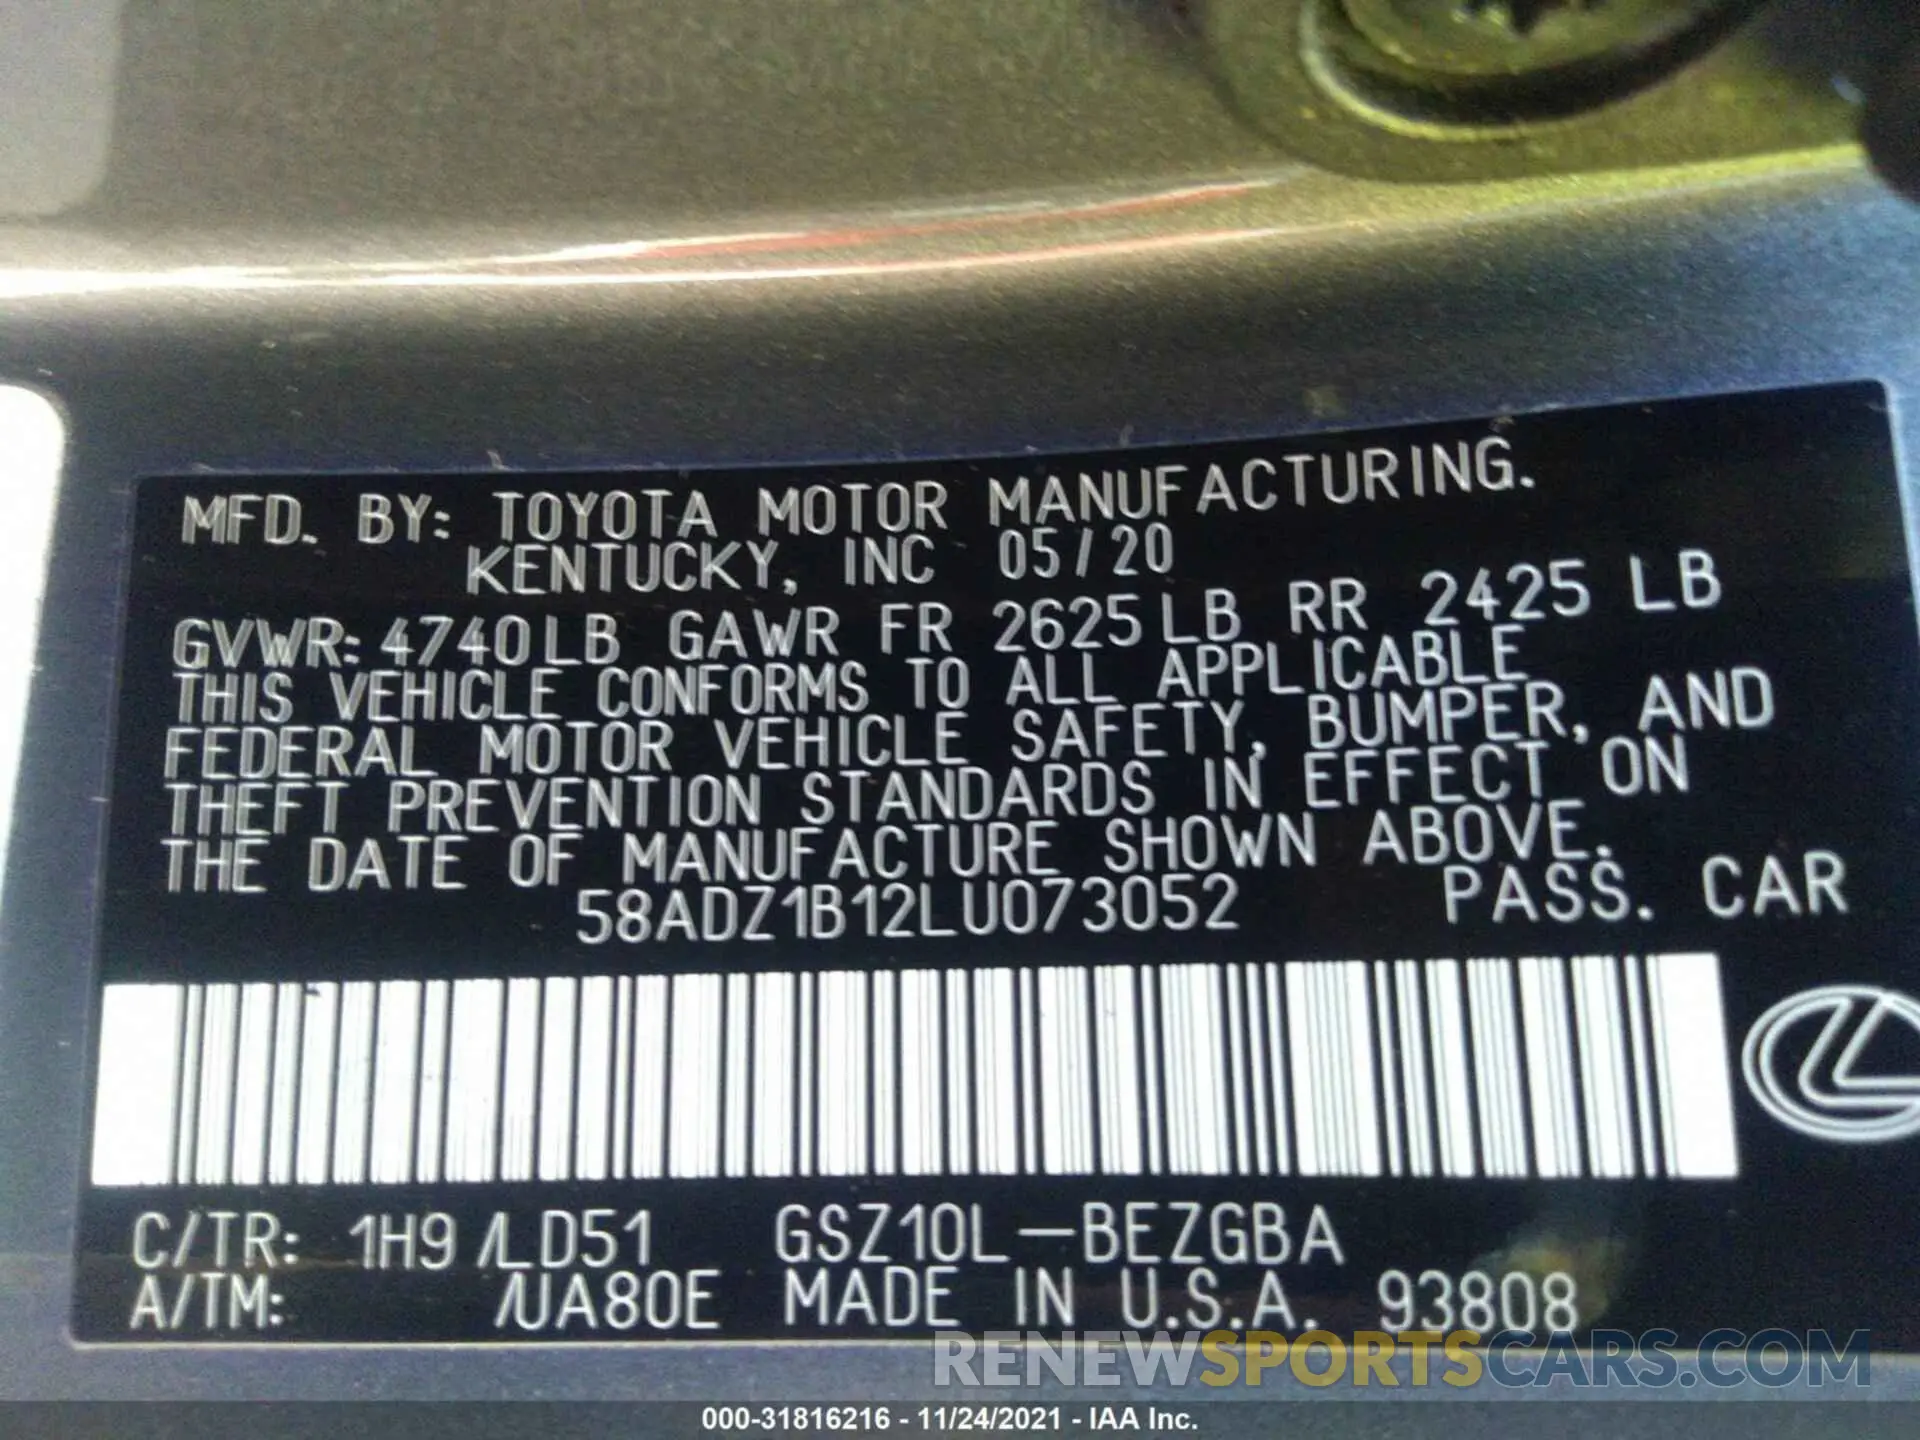 MFD. BY: TOYOTA MOTOR MANUFACTURING.
KENTUCKY, INC 05/20
GVWR: 4740LB GAWR FR 2625LB RR 2425 LB
THIS VEHICLE CONFORMS TO ALL APPLICABLE
FEDERAL MOTOR VEHICLE SAFETY, BUMPER, AND
THEFT PREVENTION STANDARDS IN EFFECT ON
THE DATE OF MANUFACTURE SHOWN ABOVE.
58ADZ1B12LU073052 PASS. CAR
C/TR: 1H9 /LD51 GSZ10L-BEZGBA
A/TM: /UA80E MADE IN U.S.A. 93808
RENEWSPORTSCARS.COM
000-31816216 - 11/24/2021 - IAA Inc.